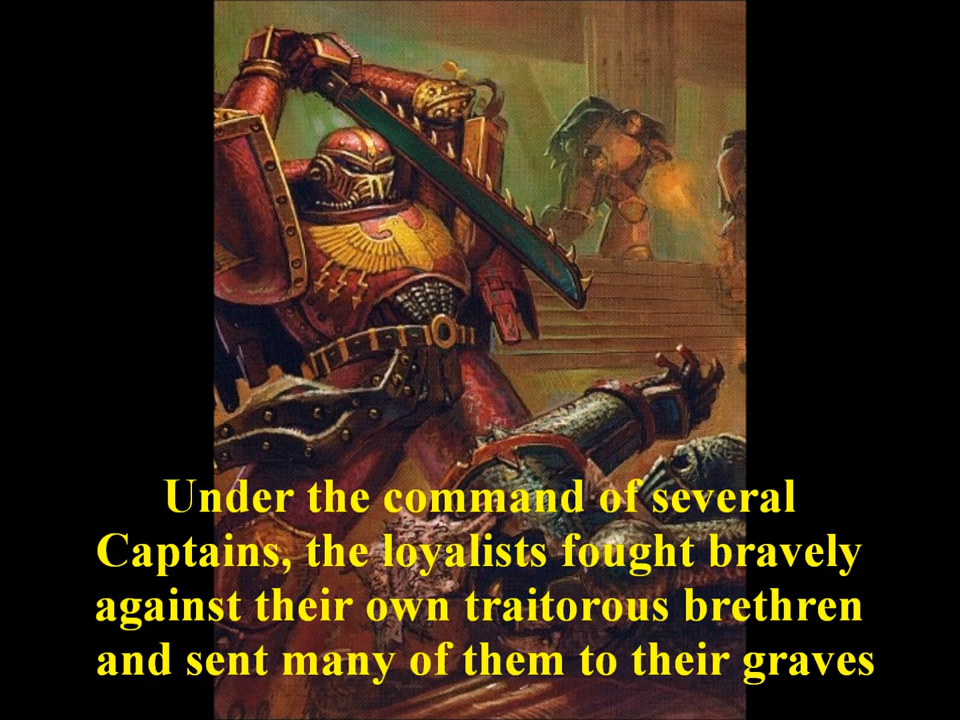 Under the command of several
Captains, the loyalists fought bravely
against their own traitorous brethren
and sent many of them to their graves